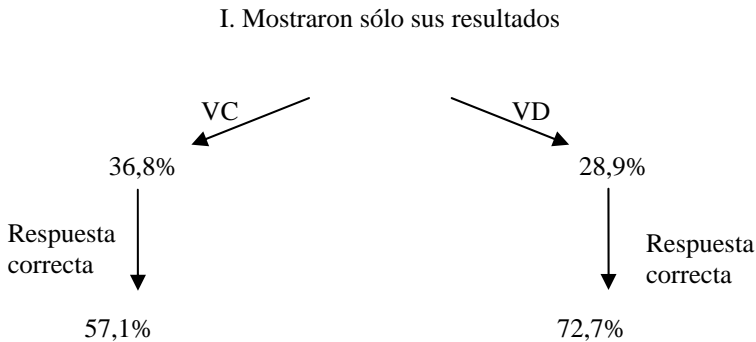 I. Mostraron sólo sus resultados
VC
VD
36,8%
28,9%
Respuesta
correcta
Respuesta
correcta
57,1%
72,7%